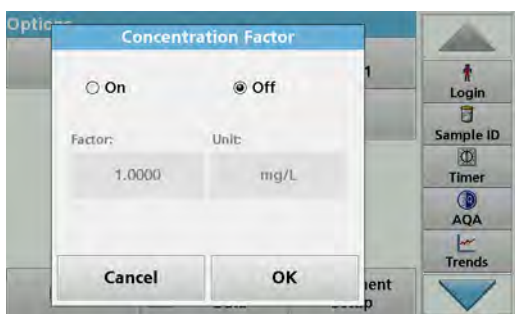 Concentration Factor
On
Off
Factor:
Unit:
1.0000
mg/L
Cancel
OK
Login
Sample ID
Timer
AQA
Trends